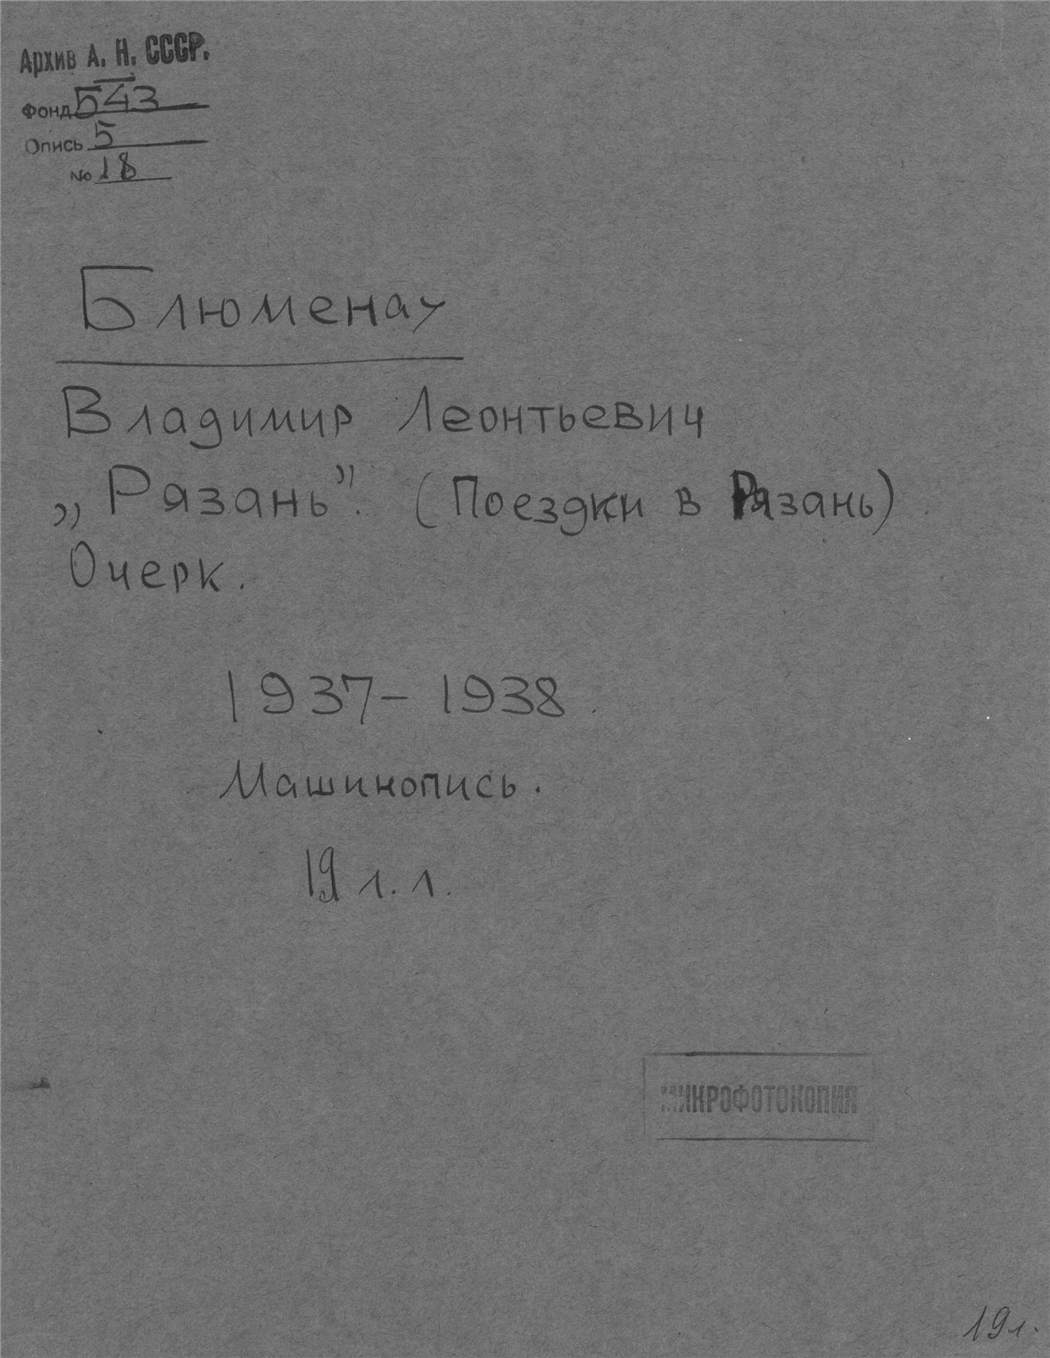 Архив А. Н. СССР.
Фонд 543
Опись 5
№ 18
Блюменау
Владимир Леонтьевич
„Рязань". (Поездки в Рязань).
Очерк.
1937-1938.
Машинопись.
19 л. л.
МИКРОФОТОКОПИЯ
19 л.